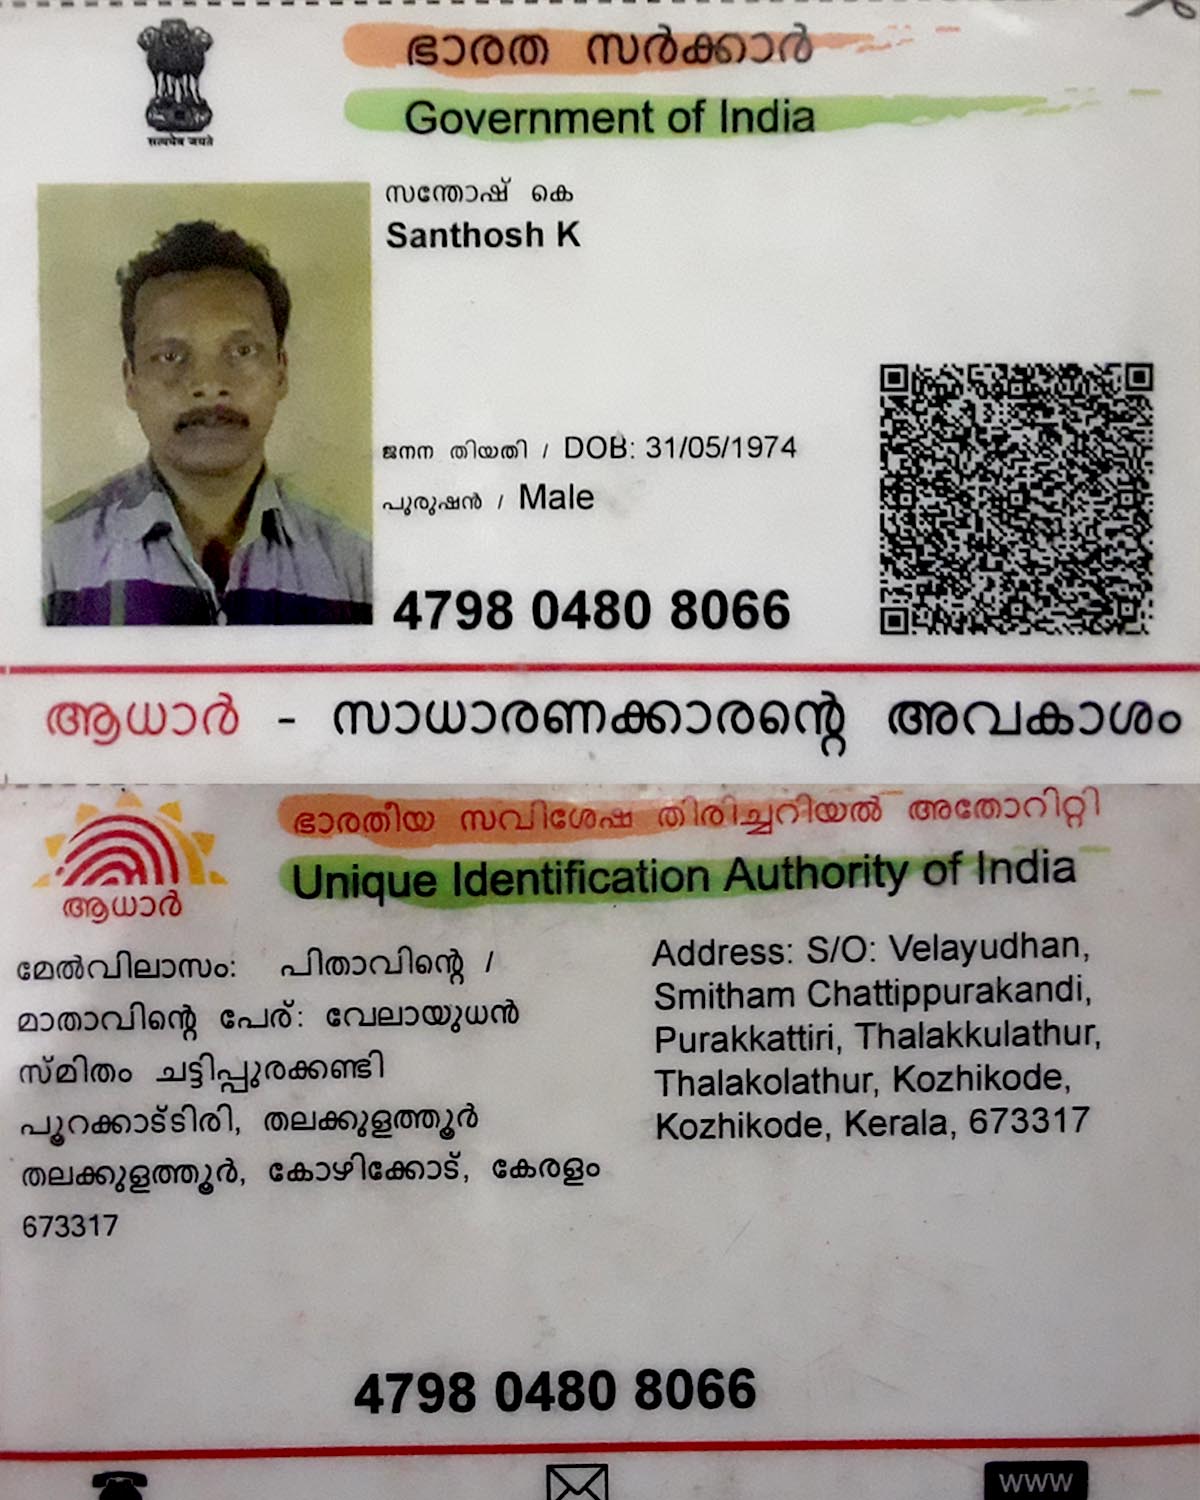 सत्यमेव जयते
ഭാരത സർക്കാർ
Government of India
സന്തോഷ് കെ
Santhosh K
ജനന തിയതി / DOB: 31/05/1974
പുരുഷൻ / Male
4798 0480 8066
ആധാർ - സാധാരണക്കാരന്റെ അവകാശം
ഭാരതീയ സവിശേഷ തിരിച്ചറിയൽ അതോറിറ്റി
Unique Identification Authority of India
ആധാർ
മേൽവിലാസം: പിതാവിന്റെ /
മാതാവിന്റെ പേര്: വേലായുധൻ
സ്മിതം ചട്ടിപ്പുരക്കണ്ടി
പൂറക്കാട്ടിരി, തലക്കുളത്തൂർ
തലക്കുളത്തൂർ, കോഴിക്കോട്, കേരളം
673317
Address: S/O: Velayudhan,
Smitham Chattippurakandi,
Purakkattiri, Thalakkulathur,
Thalakolathur, Kozhikode,
Kozhikode, Kerala, 673317
4798 0480 8066
www